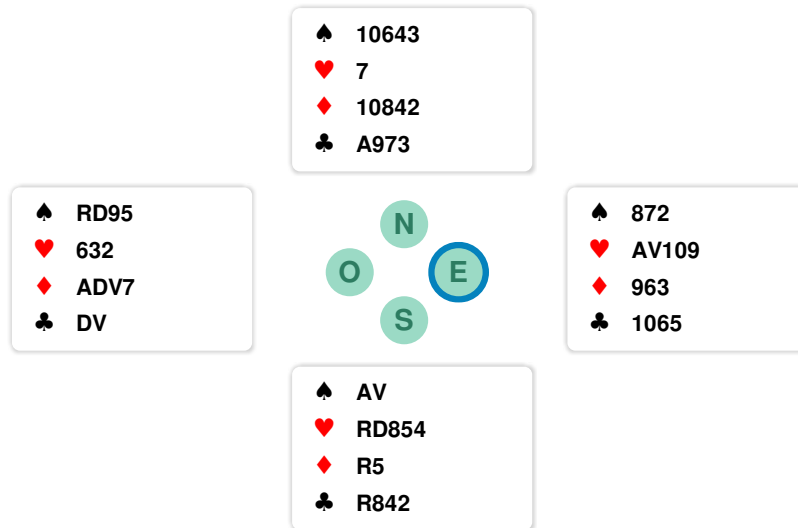 ♠ 10643
♥ 7
♦ 10842
♣ A973
♠ RD95
♥ 632
♦ ADV7
♣ DV
N
O
E
S
♠ 872
♥ AV109
♦ 963
♣ 1065
♠ AV
♥ RD854
♦ R5
♣ R842